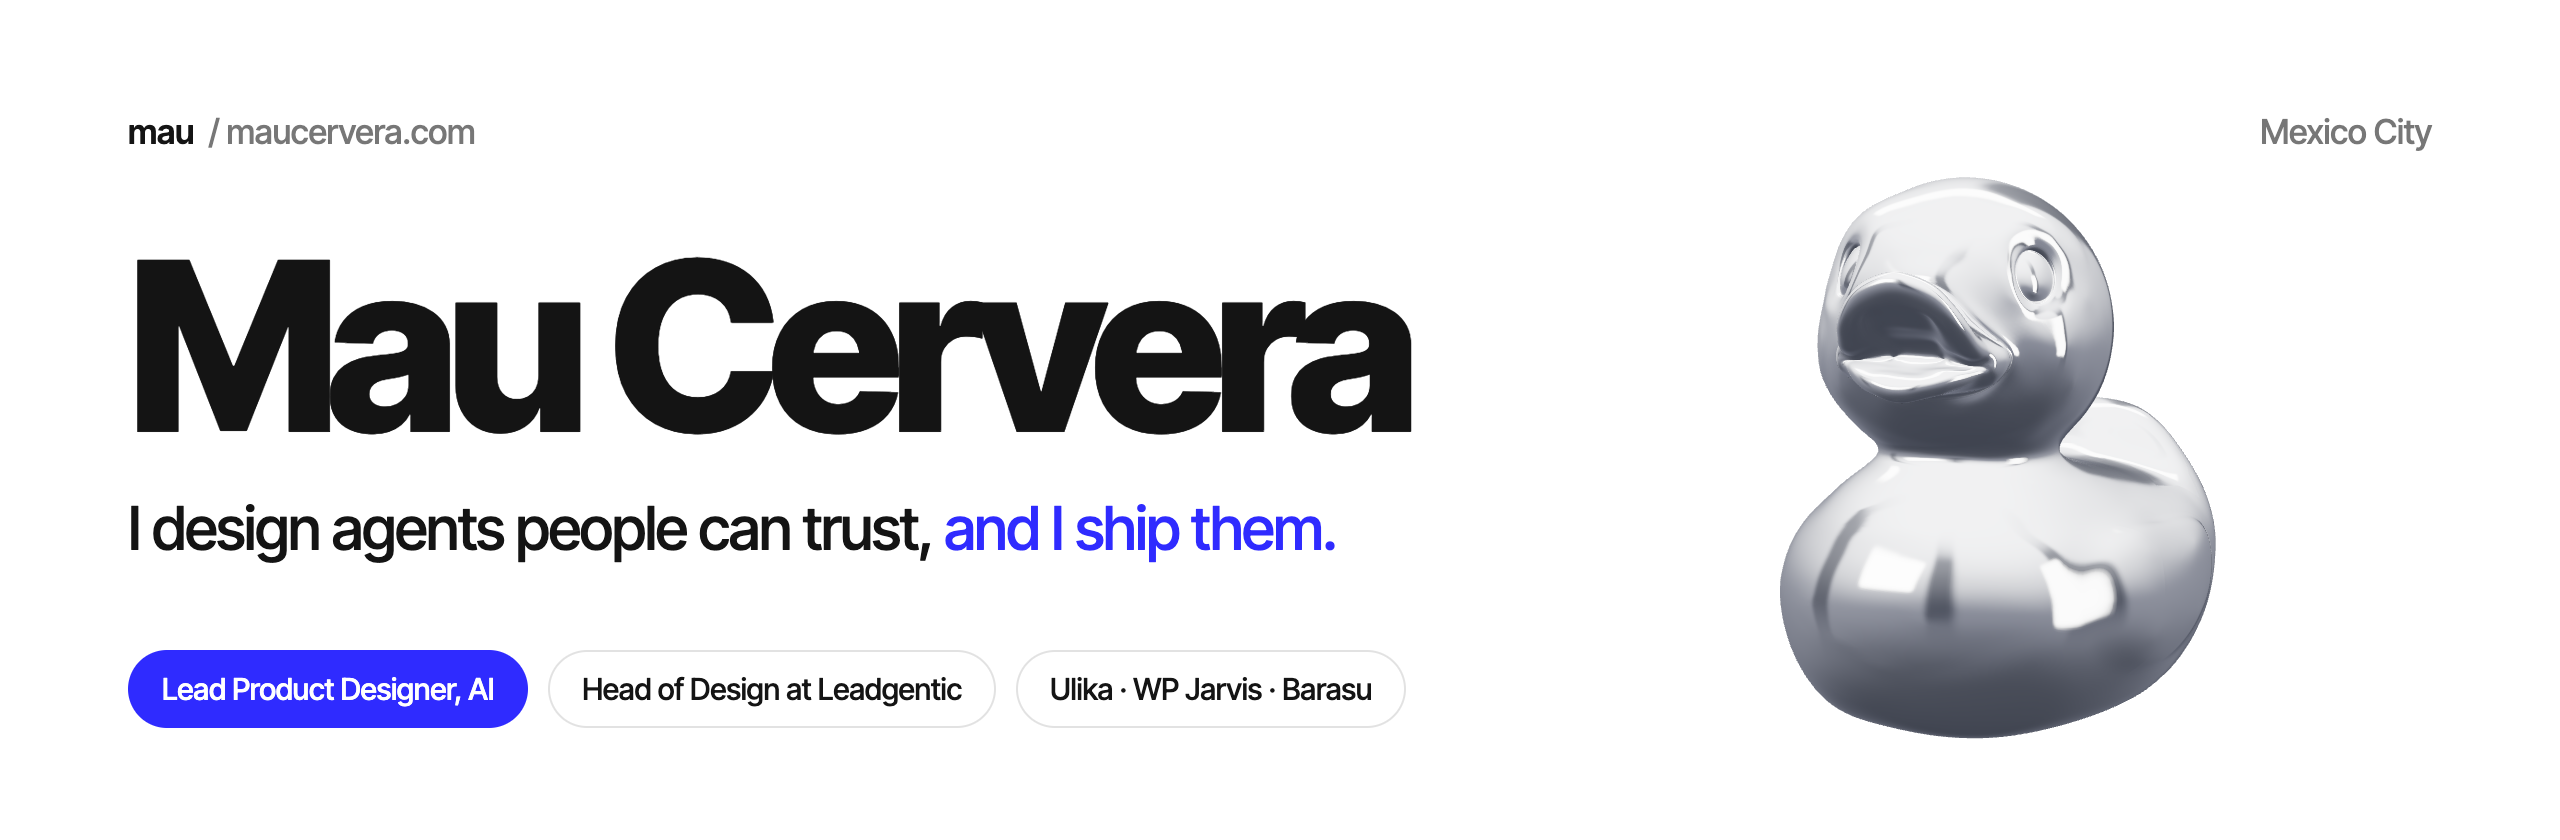 mau / maucervera.com
Mexico City
Mau Cervera
I design agents people can trust, and I ship them.
Lead Product Designer, AI
Head of Design at Leadgentic
Ulika · WP Jarvis · Barasu